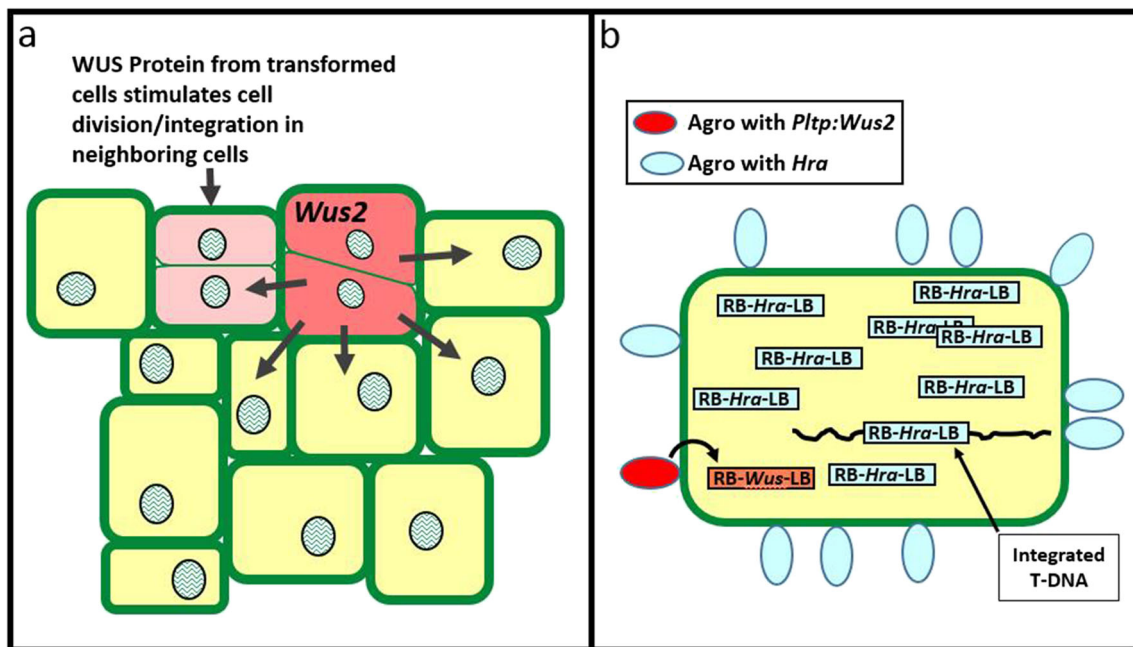 a
WUS Protein from transformed
cells stimulates cell
division/integration in
neighboring cells
Wus2
b
Agro with Pltp:Wus2
Agro with Hra
RB-Hra-LB
RB-Hra-LB
RB-Hra-LB
RB-Hra-LB
RB-Hra-LB
RB-Hra-LB
RB-Hra-LB
RB-Hra-LB
RB-Wus-LB
RB-Hra-LB
Integrated
T-DNA